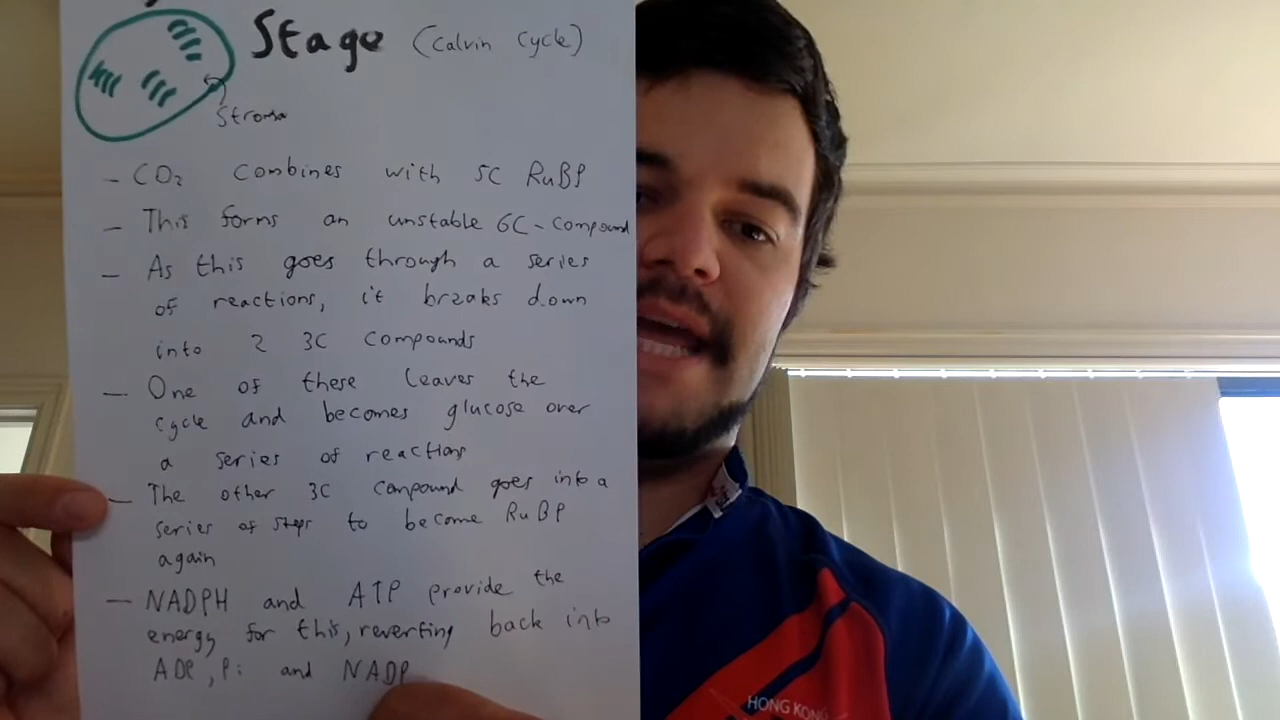 Stage (Calvin Cycle)
Stroma
- CO₂ combines with 5C RuBP
- This forms an unstable 6C-compound
- As this goes through a series
of reactions, it breaks down
into 2 3C compounds
- One of these leaves the
cycle and becomes glucose over
a series of reactions
- The other 3C compound goes into a
series of steps to become RuBP
again
- NADPH and ATP provide the
energy for this, reverting back into
ADP, Pi and NADP
HONG KONG